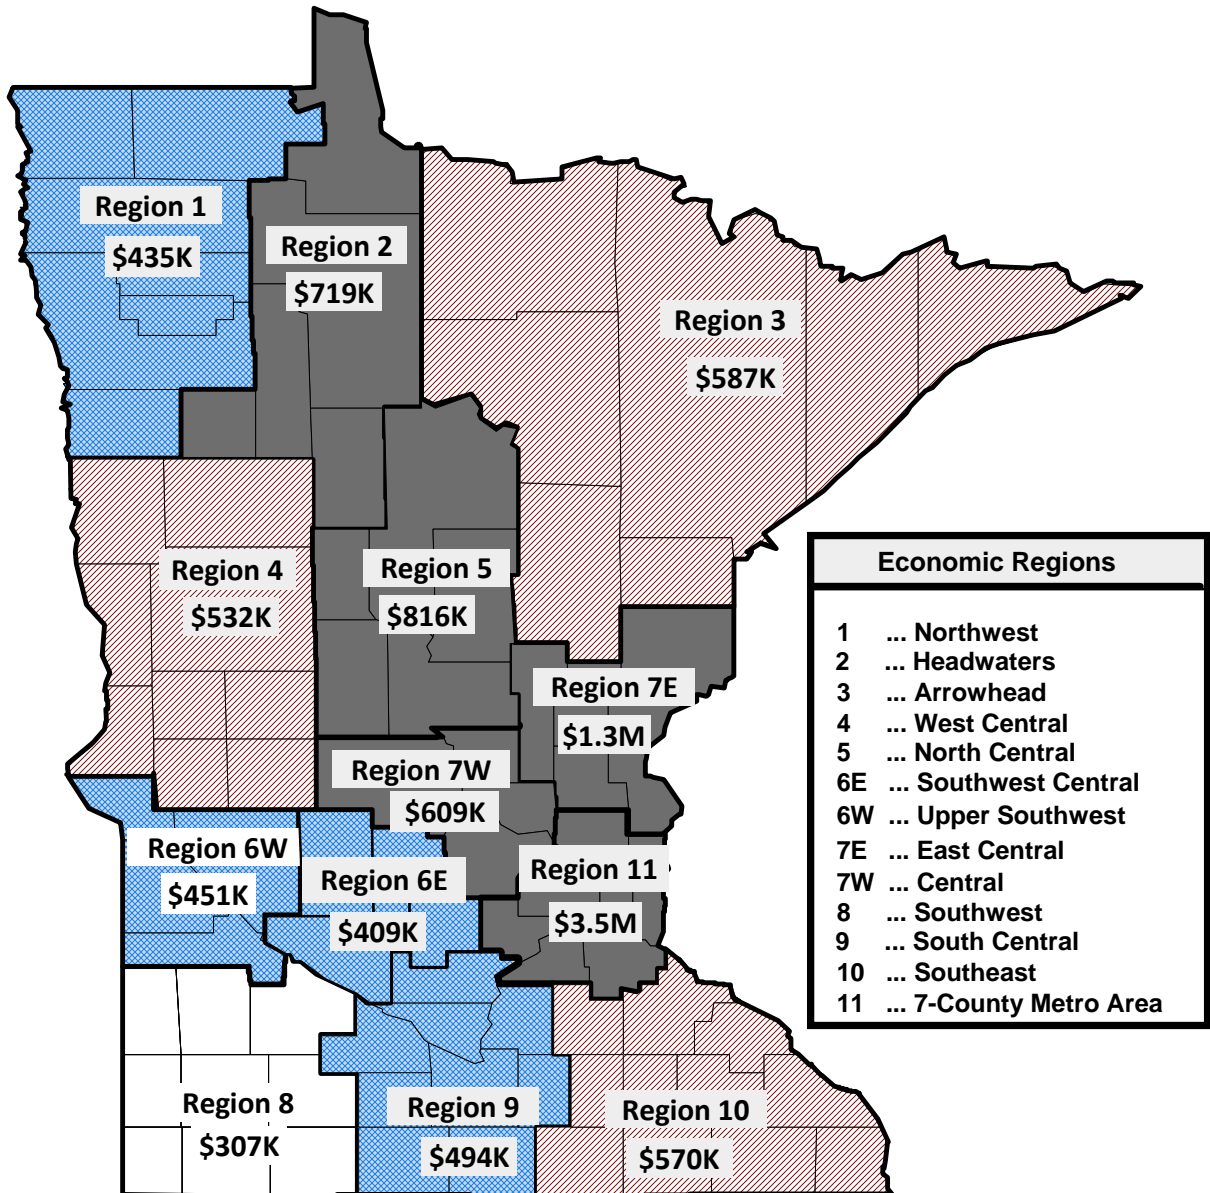 Region 1
$435K
Region 2
$719K
Region 3
$587K
Region 4
$532K
Region 5
$816K
Region 7E
$1.3M
Region 7W
$609K
Region 6W
$451K
Region 6E
$409K
Region 11
$3.5M
Region 8
$307K
Region 9
$494K
Region 10
$570K
Economic Regions
1 ... Northwest
2 ... Headwaters
3 ... Arrowhead
4 ... West Central
5 ... North Central
6E ... Southwest Central
6W ... Upper Southwest
7E ... East Central
7W ... Central
8 ... Southwest
9 ... South Central
10 ... Southeast
11 ... 7-County Metro Area